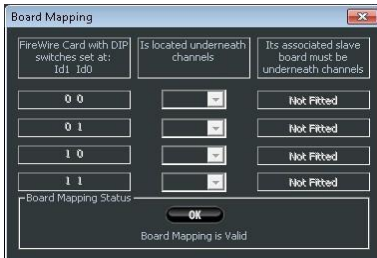 Board Mapping
FireWire Card with DIP
switches set at:
Id1 Id0
Is located underneath
channels
Its associated slave
board must be
underneath channels
0 0
Not Fitted
0 1
Not Fitted
1 0
Not Fitted
1 1
Not Fitted
Board Mapping Status
OK
Board Mapping is Valid